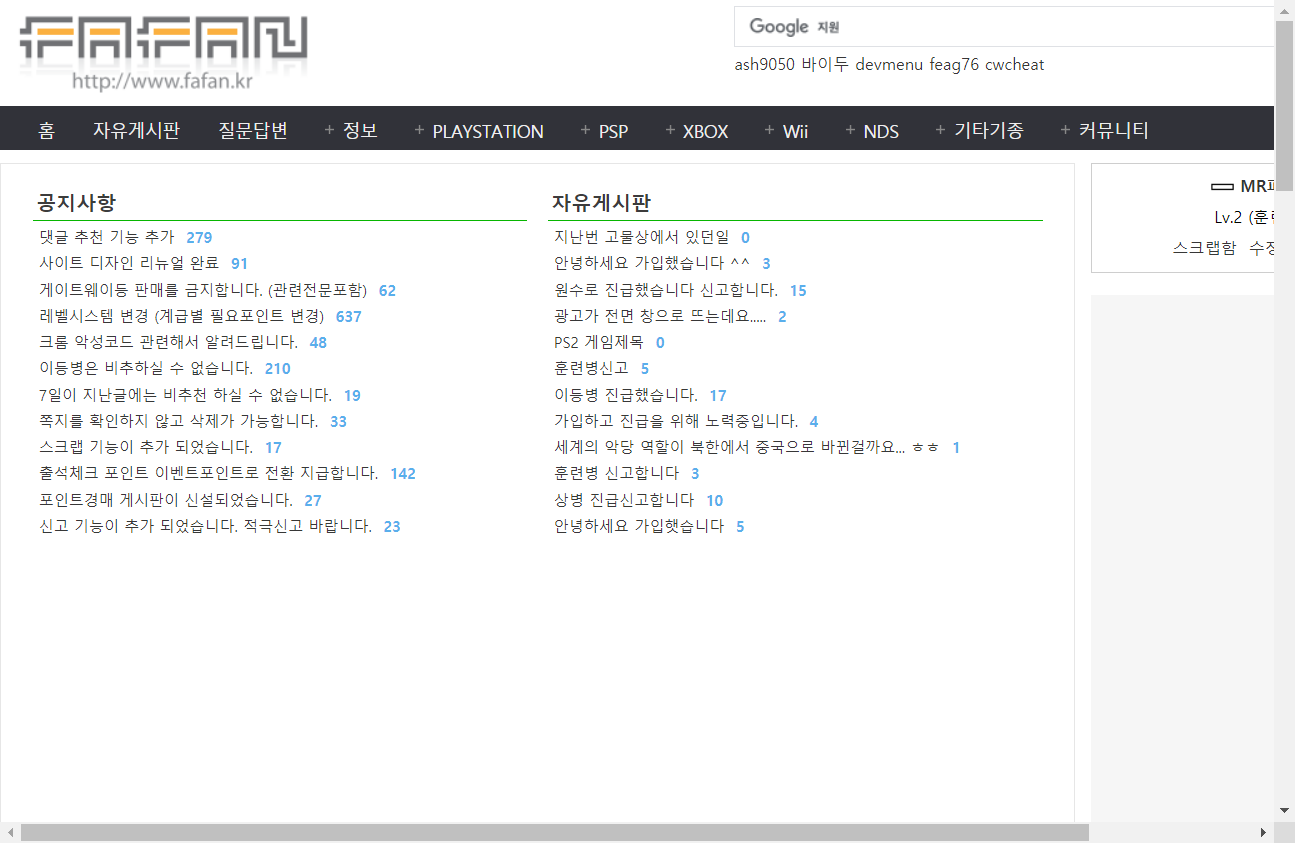 FAFAN
http://www.fafan.kr
Google 지원
ash9050 바이두 devmenu feag76 cwcheat
홈 자유게시판 질문답변 + 정보 + PLAYSTATION + PSP + XBOX + Wii + NDS + 기타기종 + 커뮤니티
공지사항
댓글 추천 기능 추가 279
사이트 디자인 리뉴얼 완료 91
게이트웨이등 판매를 금지합니다. (관련전문포함) 62
레벨시스템 변경 (계급별 필요포인트 변경) 637
크롬 악성코드 관련해서 알려드립니다. 48
이등병은 비추하실 수 없습니다. 210
7일이 지난글에는 비추천 하실 수 없습니다. 19
쪽지를 확인하지 않고 삭제가 가능합니다. 33
스크랩 기능이 추가 되었습니다. 17
출석체크 포인트 이벤트포인트로 전환 지급합니다. 142
포인트경매 게시판이 신설되었습니다. 27
신고 기능이 추가 되었습니다. 적극신고 바랍니다. 23
자유게시판
지난번 고물상에서 있던일 0
안녕하세요 가입했습니다 ^^ 3
원수로 진급했습니다 신고합니다. 15
광고가 전면 창으로 뜨는데요..... 2
PS2 게임제목 0
훈련병신고 5
이등병 진급했습니다. 17
가입하고 진급을 위해 노력중입니다. 4
세계의 악당 역할이 북한에서 중국으로 바뀐걸까요... ㅎㅎ 1
훈련병 신고합니다 3
상병 진급신고합니다 10
안녕하세요 가입햇습니다 5
MR
Lv.2 (훈
스크랩함 수정